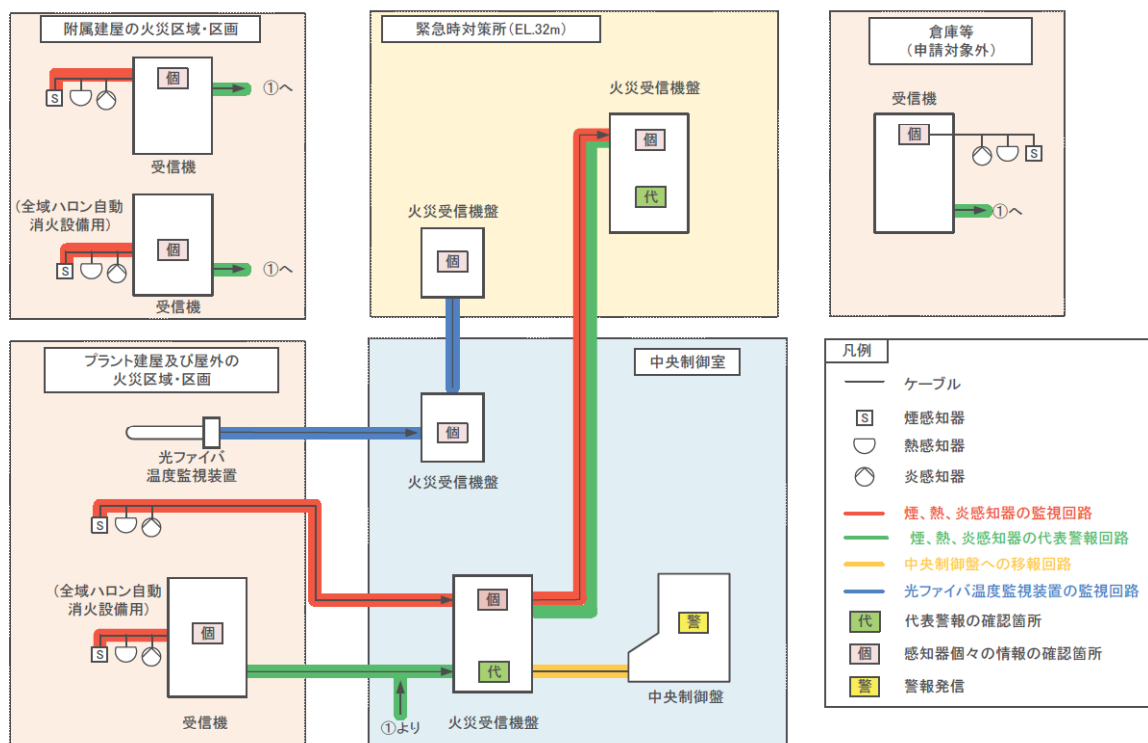 附属建屋の火災区域・区画
個
S
①へ
受信機
(全域ハロン自動
消火設備用)
個
S
①へ
受信機
緊急時対策所(EL.32m)
火災受信機盤
個
代
火災受信機盤
個
倉庫等
(申請対象外)
受信機
個
S
①へ
プラント建屋及び屋外の
火災区域・区画
光ファイバ
温度監視装置
S
(全域ハロン自動
消火設備用)
個
S
受信機
中央制御室
個
火災受信機盤
個
代
①より
火災受信機盤
警
中央制御盤
凡例
ケーブル
S
煙感知器
熱感知器
炎感知器
煙、熱、炎感知器の監視回路
煙、熱、炎感知器の代表警報回路
中央制御盤への移報回路
光ファイバ温度監視装置の監視回路
代
代表警報の確認箇所
個
感知器個々の情報の確認箇所
警
警報発信